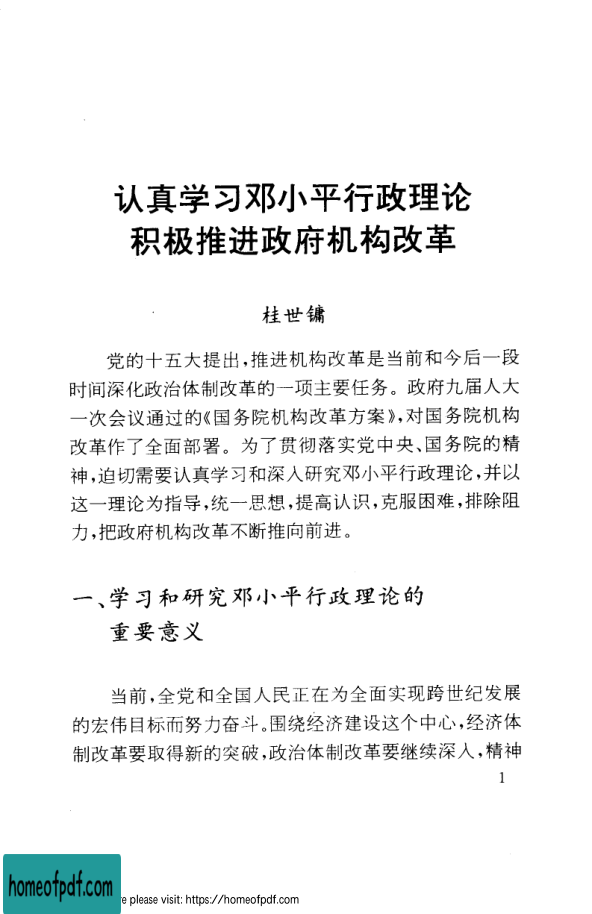 认真学习邓小平行政理论
积极推进政府机构改革
桂世镛
党的十五大提出,推进机构改革是当前和今后一段
时间深化政治体制改革的一项主要任务。政府九届人大
一次会议通过的《国务院机构改革方案》,对国务院机构
改革作了全面部署。为了贯彻落实党中央、国务院的精
神,迫切需要认真学习和深入研究邓小平行政理论,并以
这一理论为指导,统一思想,提高认识,克服困难,排除阻
力,把政府机构改革不断推向前进。
一、学习和研究邓小平行政理论的
重要意义
当前,全党和全国人民正在为全面实现跨世纪发展
的宏伟目标而努力奋斗。围绕经济建设这个中心,经济体
制改革要取得新的突破,政治体制改革要继续深入,精神
1
homeofpdf.com
re please visit: https://homeofpdf.com